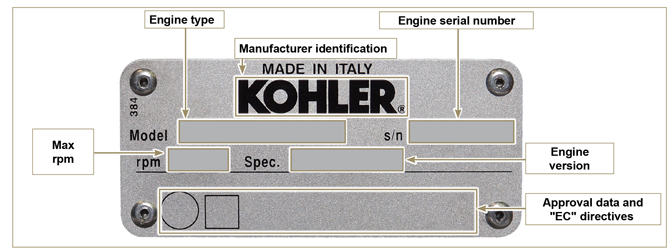 Engine type
Engine serial number
Manufacturer identification
MADE IN ITALY
KOHLER®
384
Model
s/n
Max
rpm
rpm
Spec.
Engine
version
Approval data and
"EC" directives